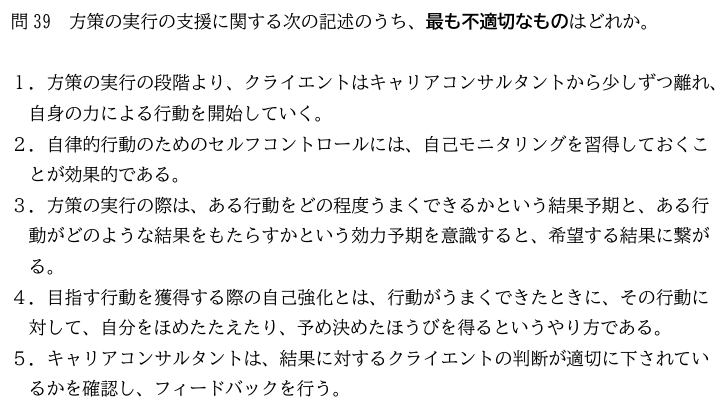 問 39　方策の実行の支援に関する次の記述のうち、最も不適切なものはどれか。
１．方策の実行の段階より、クライエントはキャリアコンサルタントから少しずつ離れ、
自身の力による行動を開始していく。
２．自律的行動のためのセルフコントロールには、自己モニタリングを習得しておくこ
とが効果的である。
３．方策の実行の際は、ある行動をどの程度うまくできるかという結果予期と、ある行
動がどのような結果をもたらすかという効力予期を意識すると、希望する結果に繋が
る。
４．目指す行動を獲得する際の自己強化とは、行動がうまくできたときに、その行動に
対して、自分をほめたたえたり、予め決めたほうびを得るというやり方である。
５．キャリアコンサルタントは、結果に対するクライエントの判断が適切に下されてい
るかを確認し、フィードバックを行う。